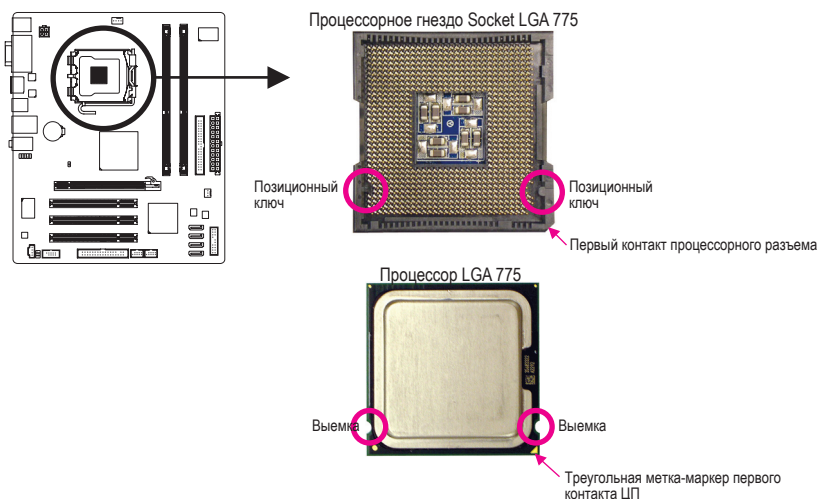 Процессорное гнездо Socket LGA 775
Позиционный
ключ
Позиционный
ключ
Первый контакт процессорного разъема
Процессор LGA 775
Выемка
Выемка
Треугольная метка-маркер первого
контакта ЦП